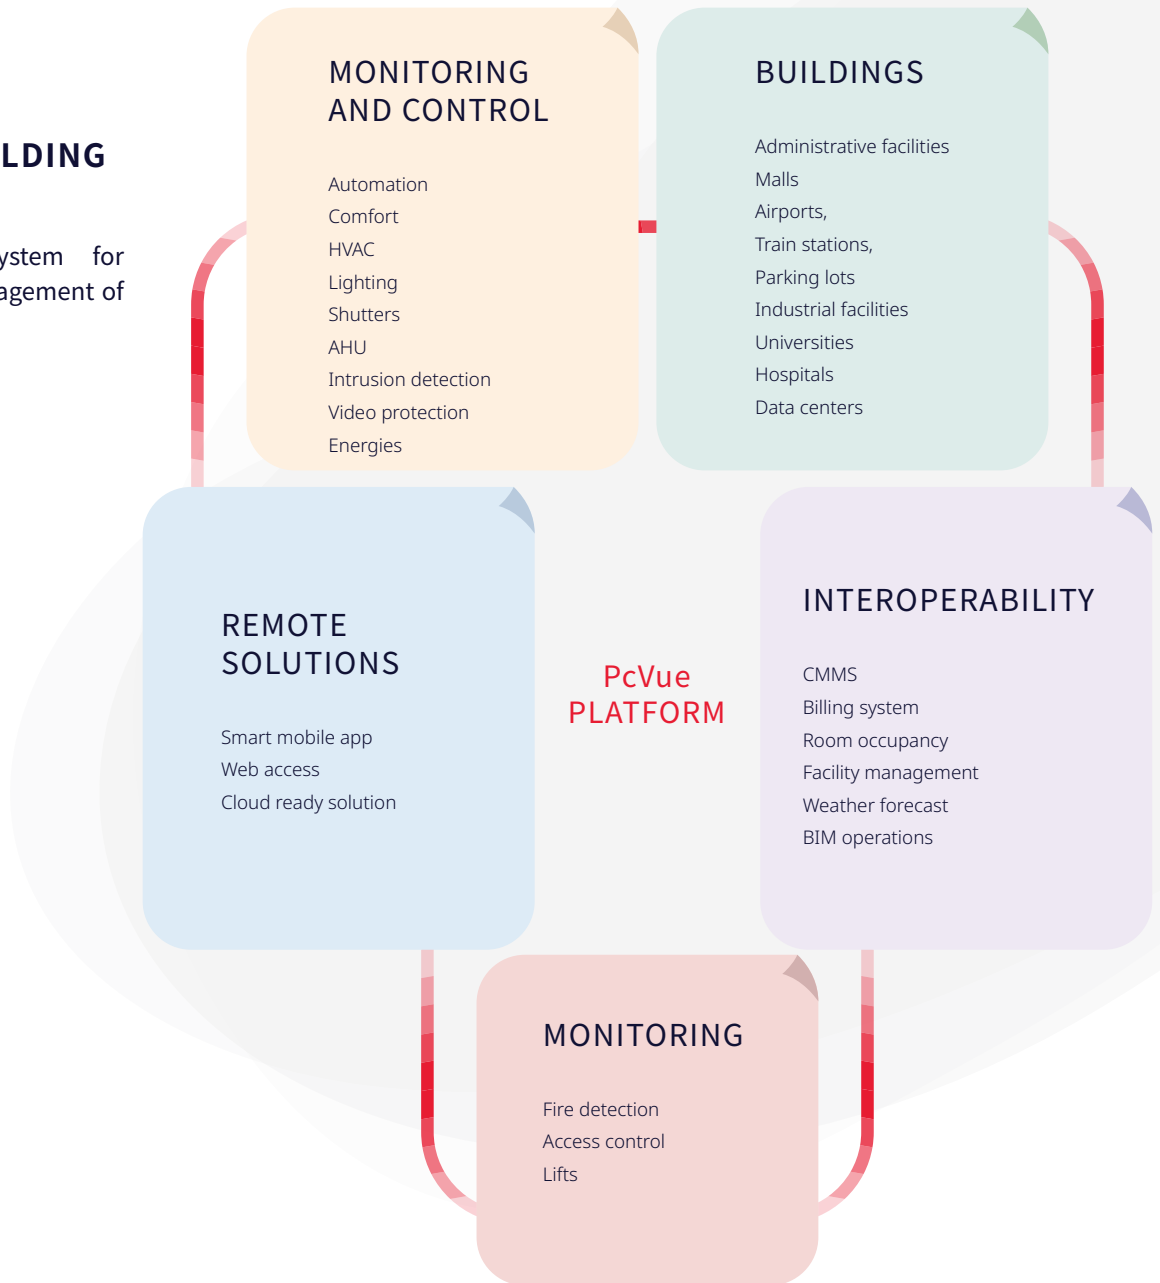 LDING
ystem for
agement of
MONITORING
AND CONTROL
Automation
Comfort
HVAC
Lighting
Shutters
AHU
Intrusion detection
Video protection
Energies
BUILDINGS
Administrative facilities
Malls
Airports,
Train stations,
Parking lots
Industrial facilities
Universities
Hospitals
Data centers
REMOTE
SOLUTIONS
Smart mobile app
Web access
Cloud ready solution
PcVue
PLATFORM
INTEROPERABILITY
CMMS
Billing system
Room occupancy
Facility management
Weather forecast
BIM operations
MONITORING
Fire detection
Access control
Lifts